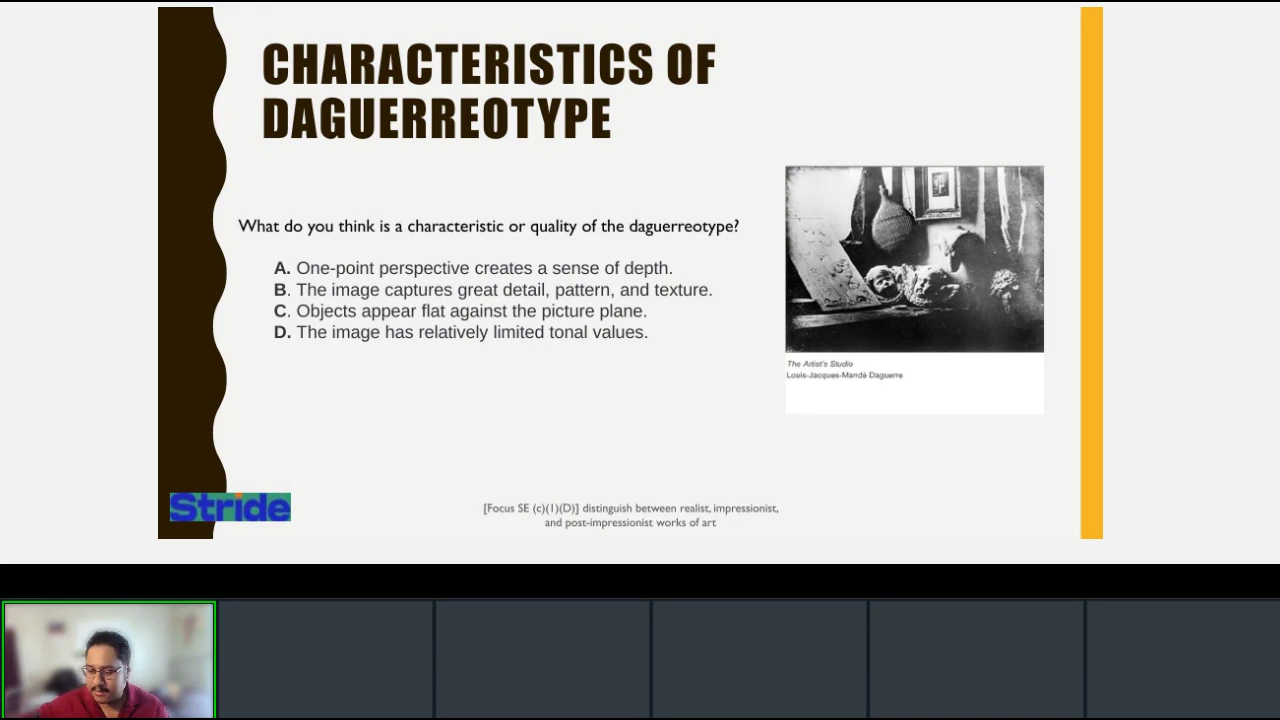 CHARACTERISTICS OF
DAGUERREOTYPE
What do you think is a characteristic or quality of the daguerreotype?
A. One-point perspective creates a sense of depth.
B. The image captures great detail, pattern, and texture.
C. Objects appear flat against the picture plane.
D. The image has relatively limited tonal values.
The Artist's Studio
Louis-Jacques-Mandé Daguerre
Stride
[Focus SE (c)(1)(D)] distinguish between realist, impressionist,
and post-impressionist works of art